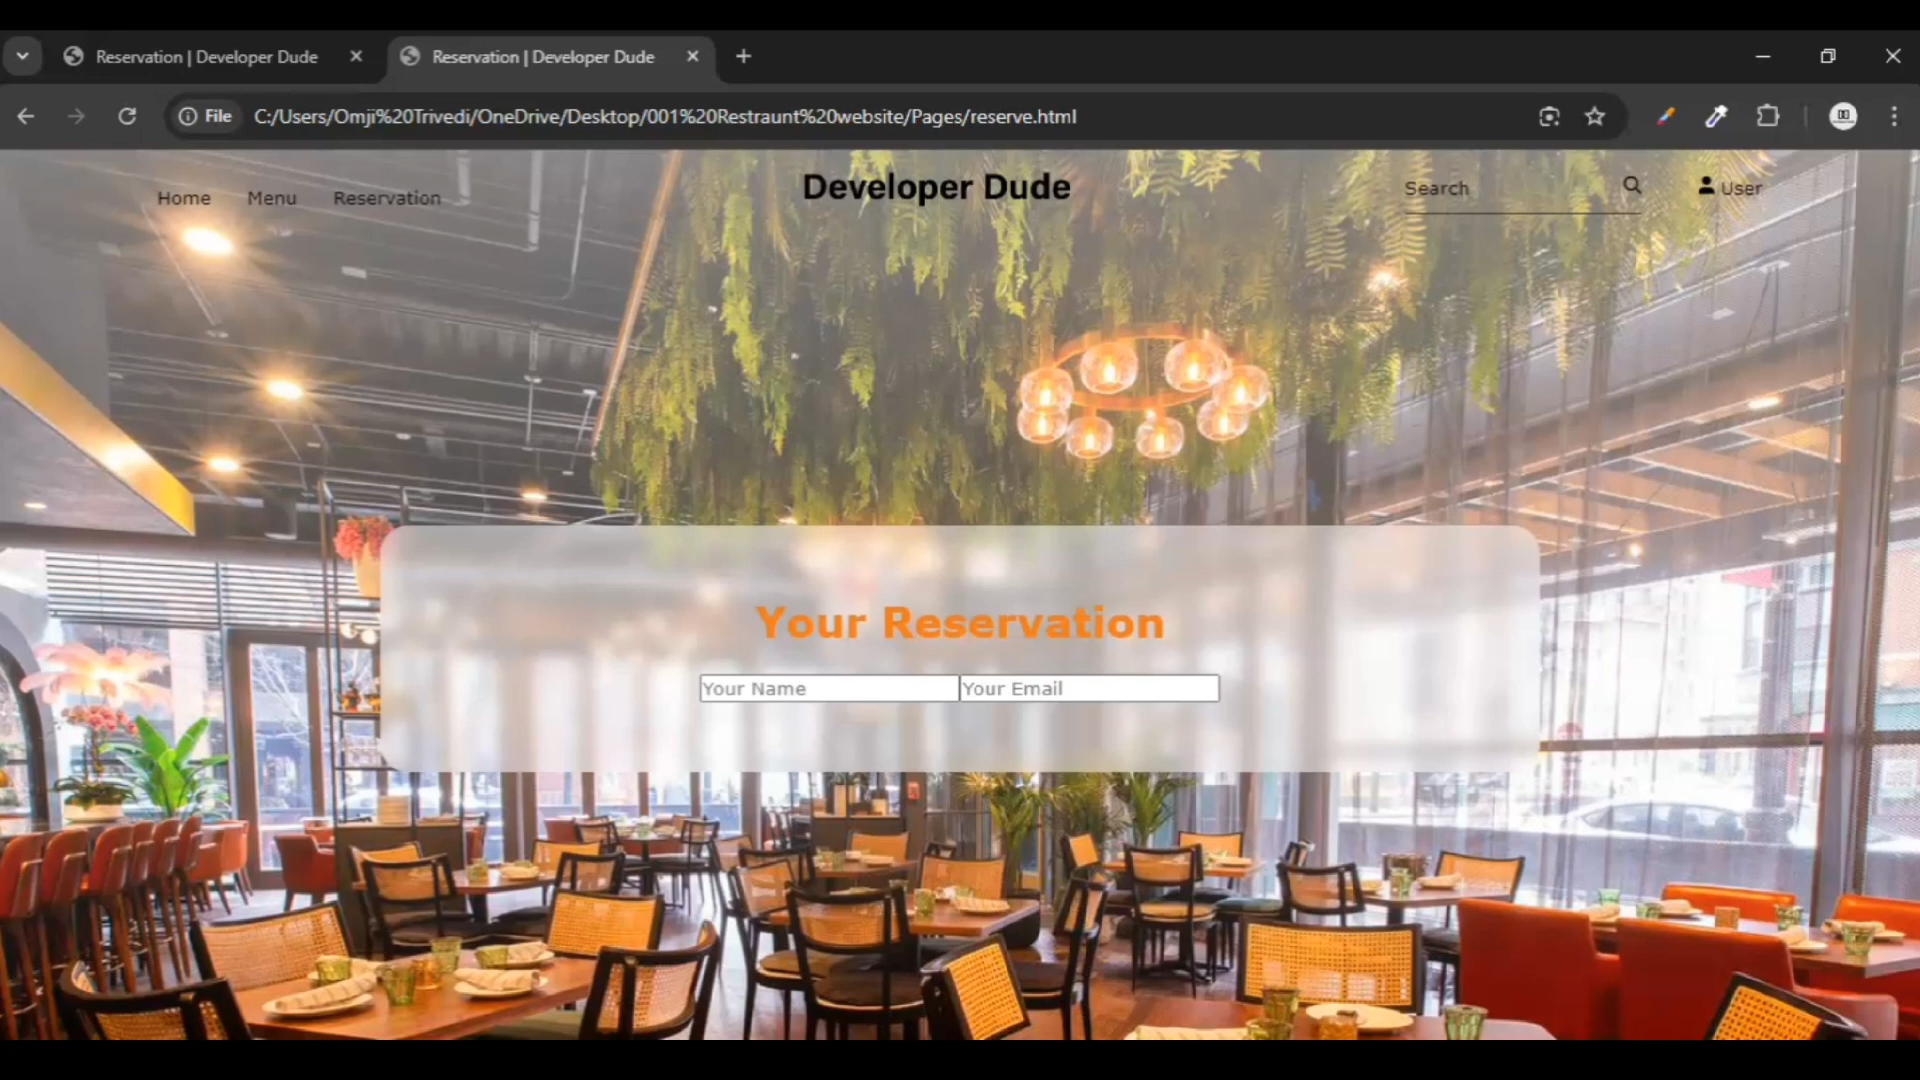 Reservation | Developer Dude
Reservation | Developer Dude
File
C:/Users/Omji%20Trivedi/OneDrive/Desktop/001%20Restraunt%20website/Pages/reserve.html
Home Menu Reservation
Developer Dude
Search
User
Your Reservation
Your Name
Your Email